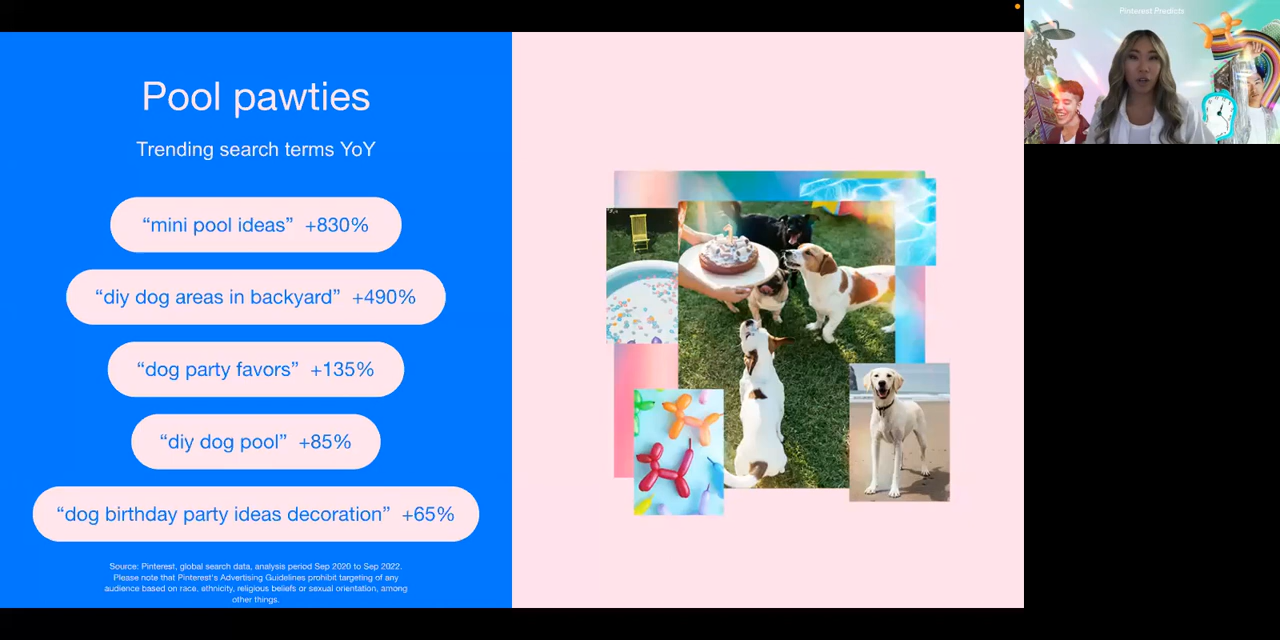 Pinterest Predicts
Pool pawties
Trending search terms YoY
“mini pool ideas” +830%
“diy dog areas in backyard” +490%
“dog party favors” +135%
“diy dog pool” +85%
“dog birthday party ideas decoration” +65%
Source: Pinterest, global search data, analysis period Sep 2020 to Sep 2022.
Please note that Pinterest's Advertising Guidelines prohibit targeting of any
audience based on race, ethnicity, religious beliefs or sexual orientation, among
other things.